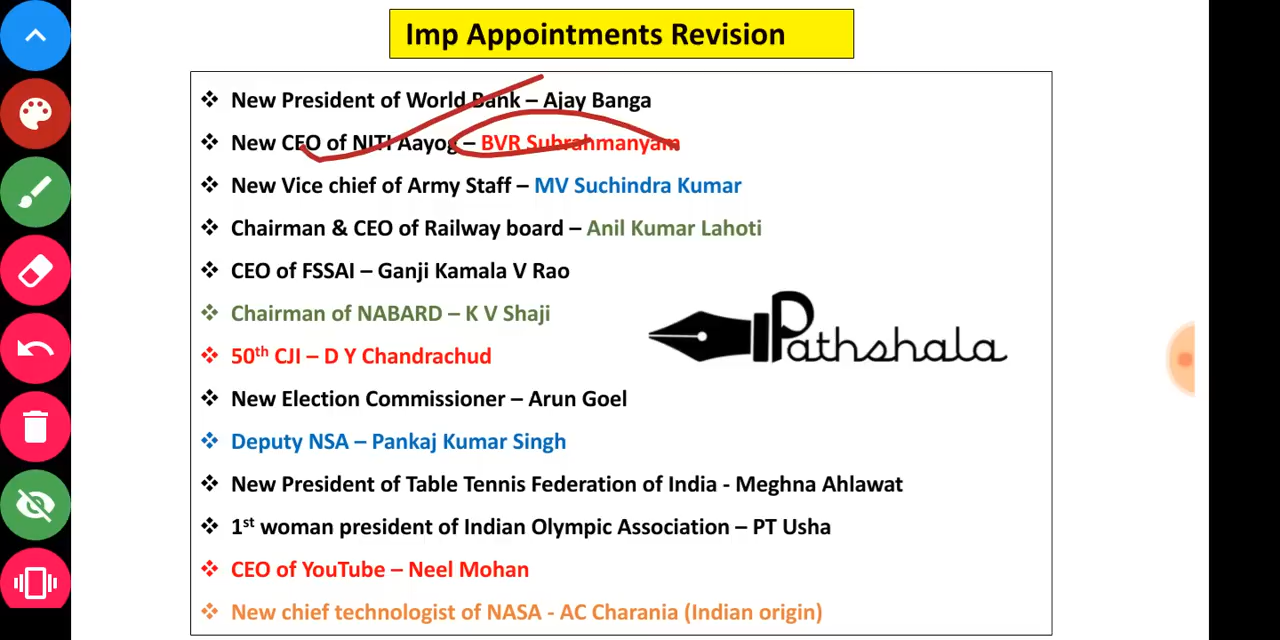 Imp Appointments Revision
❖ New President of World Bank – Ajay Banga
❖ New CEO of NITI Aayog – BVR Subrahmanyam
❖ New Vice chief of Army Staff – MV Suchindra Kumar
❖ Chairman & CEO of Railway board – Anil Kumar Lahoti
❖ CEO of FSSAI – Ganji Kamala V Rao
❖ Chairman of NABARD – K V Shaji
❖ 50th CJI – D Y Chandrachud
❖ New Election Commissioner – Arun Goel
❖ Deputy NSA – Pankaj Kumar Singh
❖ New President of Table Tennis Federation of India - Meghna Ahlawat
❖ 1st woman president of Indian Olympic Association – PT Usha
❖ CEO of YouTube – Neel Mohan
❖ New chief technologist of NASA - AC Charania (Indian origin)
Pathshala